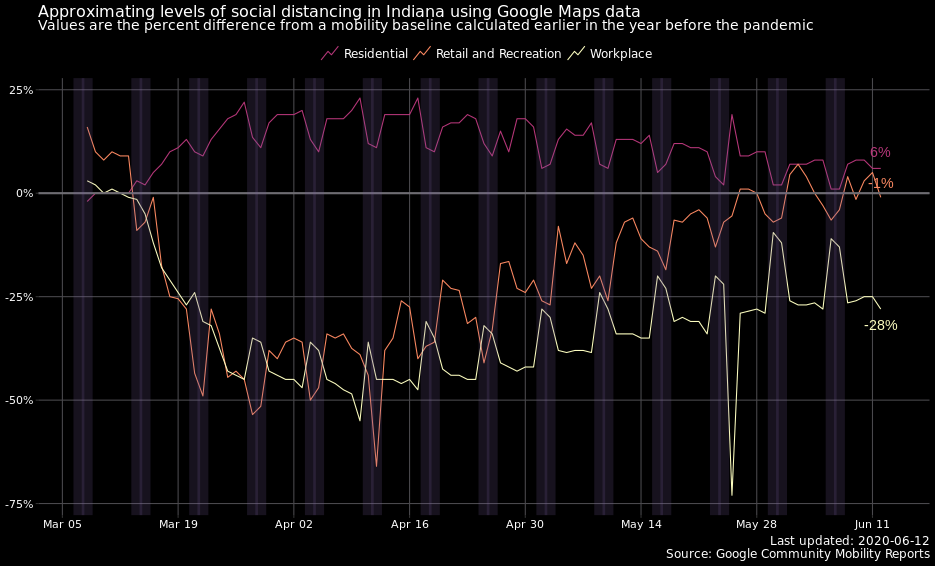 Approximating levels of social distancing in Indiana using Google Maps data
Values are the percent difference from a mobility baseline calculated earlier in the year before the pandemic
Residential Retail and Recreation Workplace
25%
0%
-25%
-50%
-75%
6%
-1%
-28%
Mar 05 Mar 19 Apr 02 Apr 16 Apr 30 May 14 May 28 Jun 11
Last updated: 2020-06-12
Source: Google Community Mobility Reports